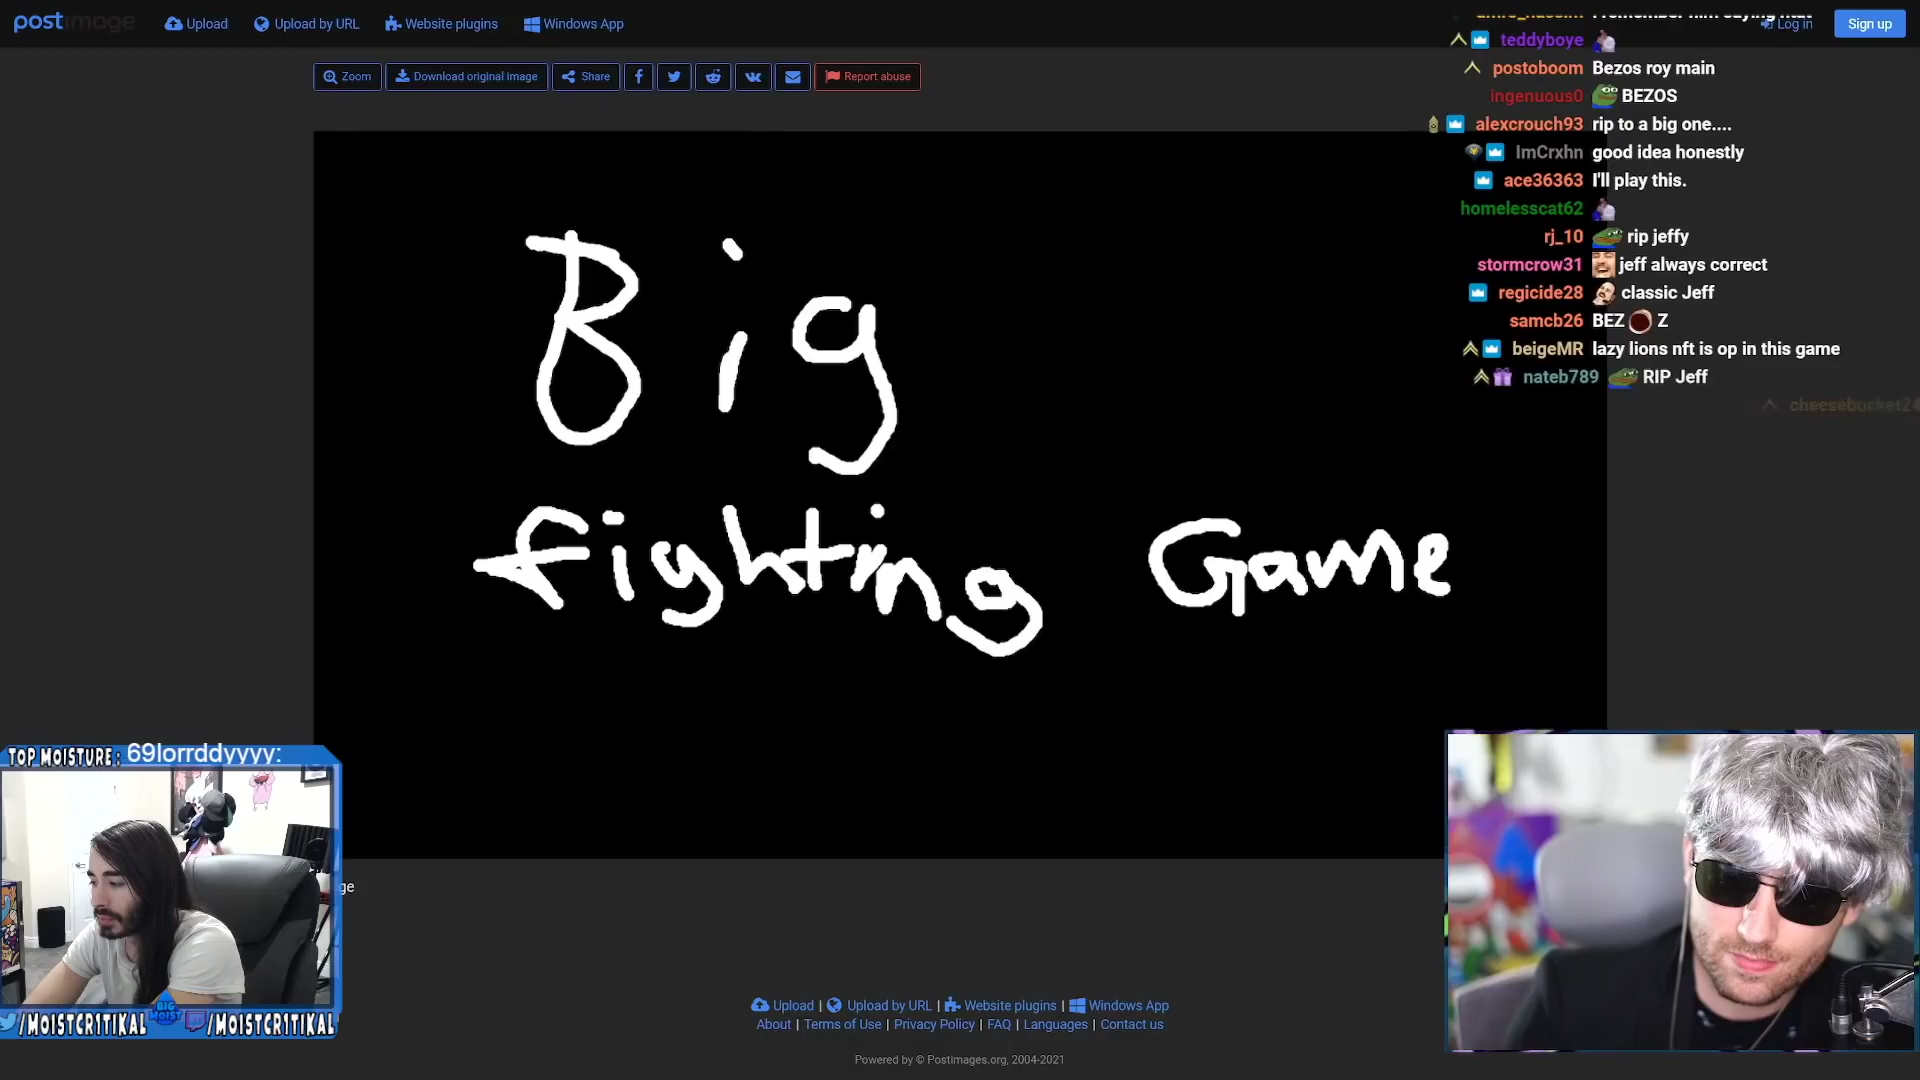 postimage
Upload
Upload by URL
Website plugins
Windows App
Log in
Sign up
Zoom
Download original image
Share
Report abuse
teddyboye
postoboom Bezos roy main
ingenuous0 BEZOS
alexcrouch93 rip to a big one....
ImCrxhn good idea honestly
ace36363 I'll play this.
homelesscat62
rj_10 rip jeffy
stormcrow31 jeff always correct
regicide28 classic Jeff
samcb26 BEZ Z
beigeMR lazy lions nft is op in this game
nateb789 RIP Jeff
Big
fighting Game
TOP MOISTURE : 69lorrddyyyy:
ge
BIG
MOIST
/MOISTCR1TIKAL /MOISTCR1TIKAL
Upload | Upload by URL | Website plugins | Windows App
About | Terms of Use | Privacy Policy | FAQ | Languages | Contact us
Powered by © Postimages.org, 2004-2021